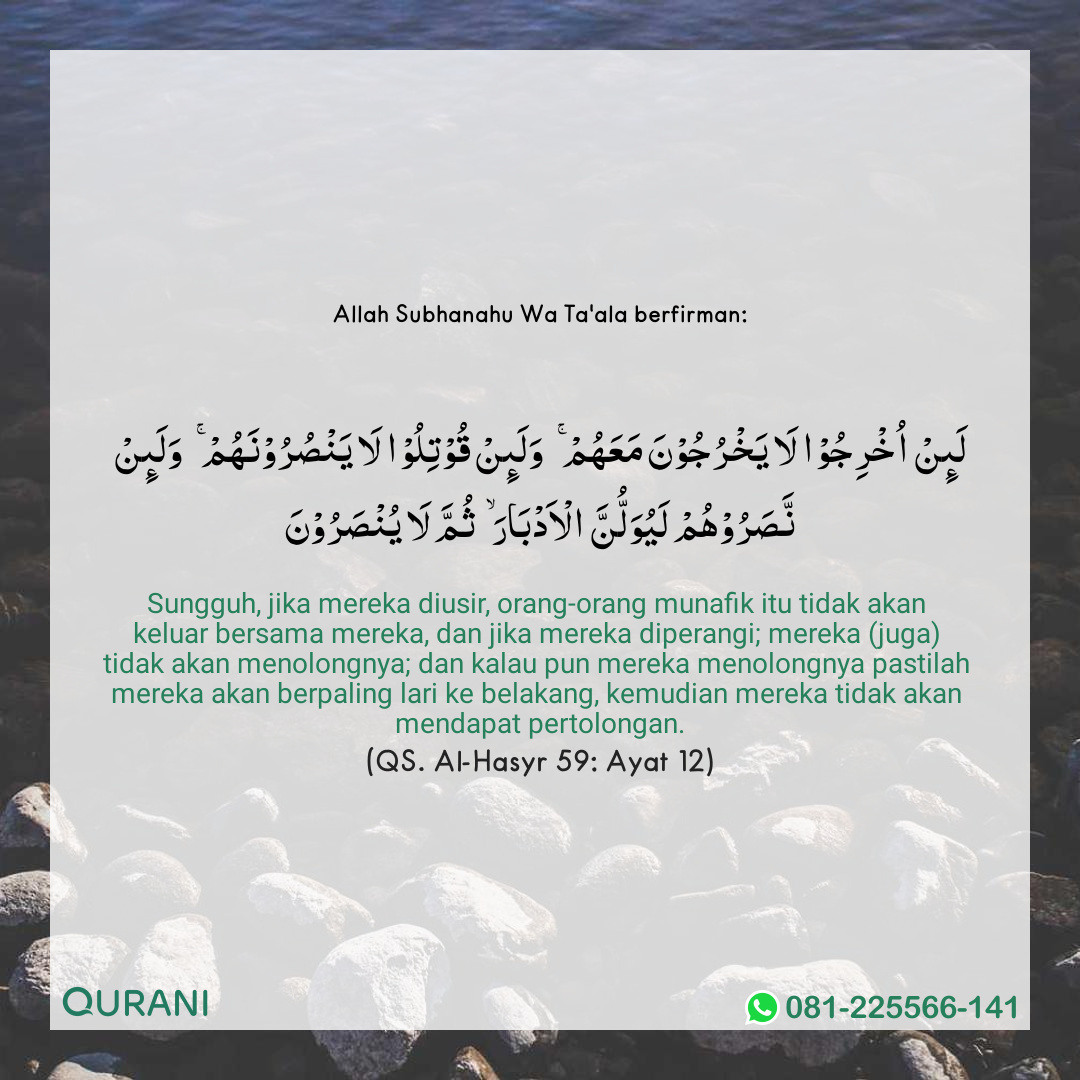 Allah Subhanahu Wa Ta'ala berfirman:
لَىِٕنْ اُخْرِجُوْا لَا يَخْرُجُوْنَ مَعَهُمْۚ وَلَىِٕنْ قُوْتِلُوْا لَا يَنْصُرُوْنَهُمْۚ وَلَىِٕنْ
نَّصَرُوْهُمْ لَيُوَلُّنَّ الْاَدْبَارَۙ ثُمَّ لَا يُنْصَرُوْنَ
Sungguh, jika mereka diusir, orang-orang munafik itu tidak akan
keluar bersama mereka, dan jika mereka diperangi; mereka (juga)
tidak akan menolongnya; dan kalau pun mereka menolongnya pastilah
mereka akan berpaling lari ke belakang, kemudian mereka tidak akan
mendapat pertolongan.
(QS. Al-Hasyr 59: Ayat 12)
QURANI
081-225566-141